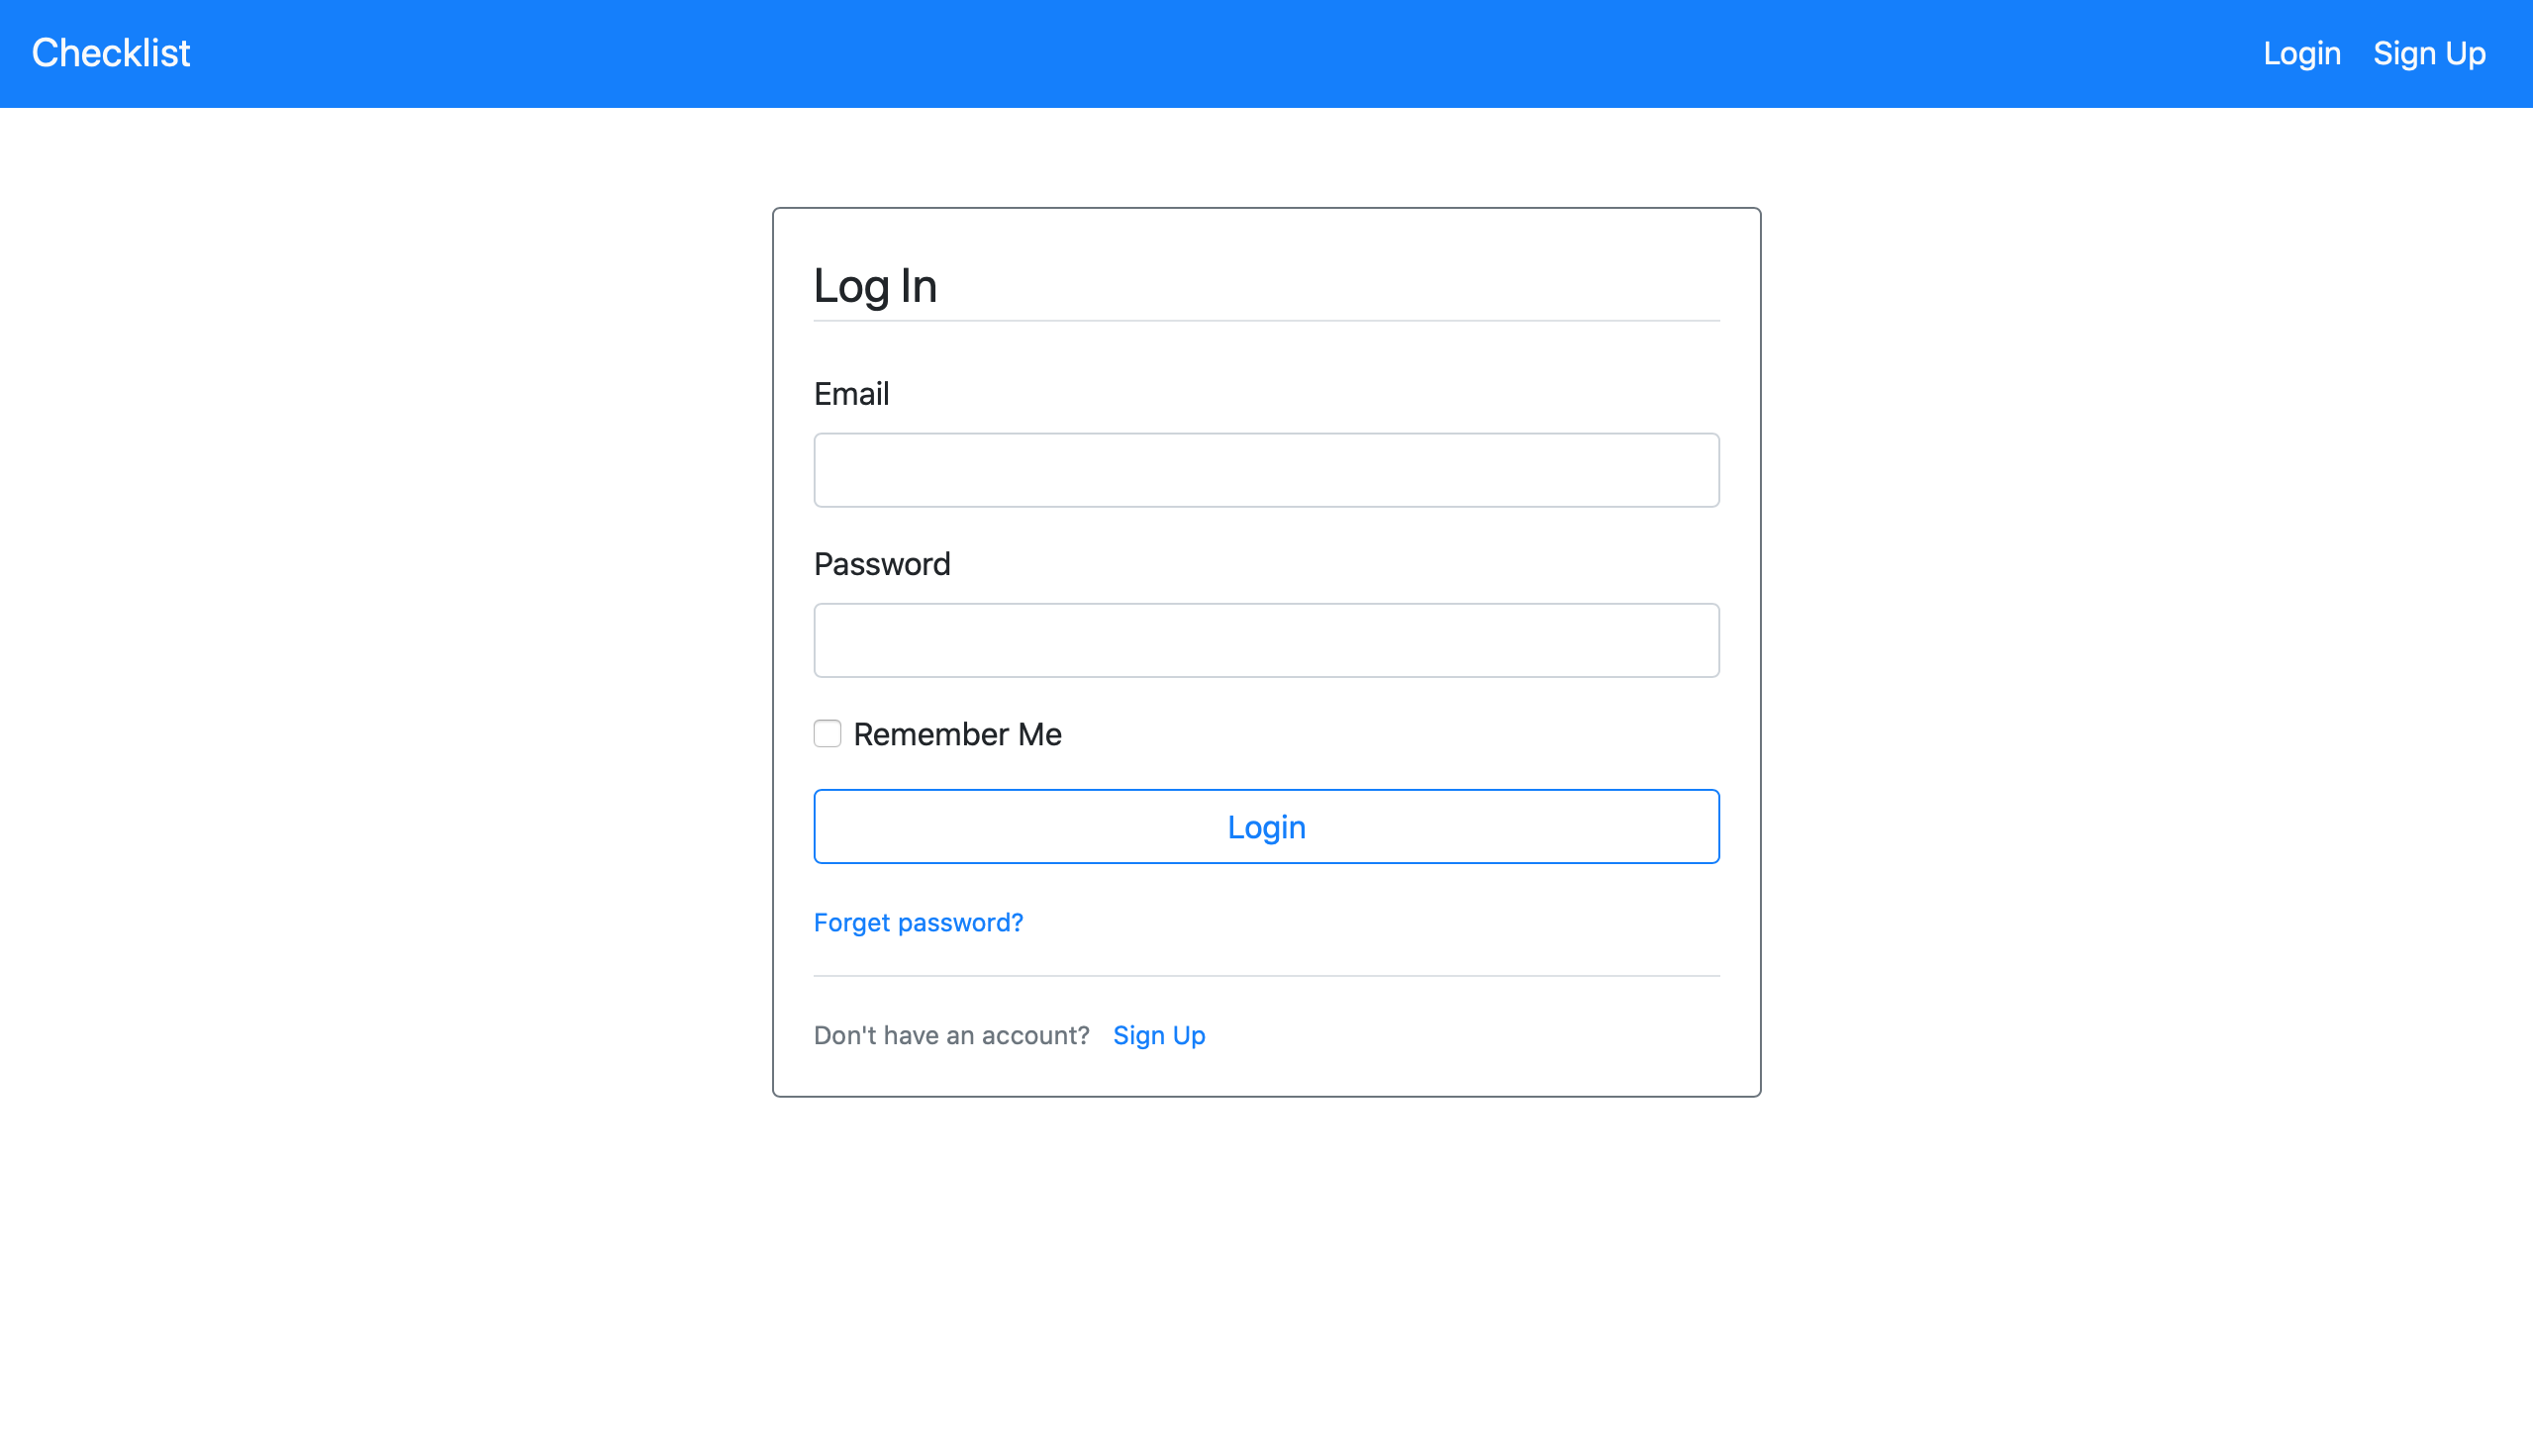 Checklist Login Sign Up
Log In
Email
Password
Remember Me
Login
Forget password?
Don't have an account? Sign Up